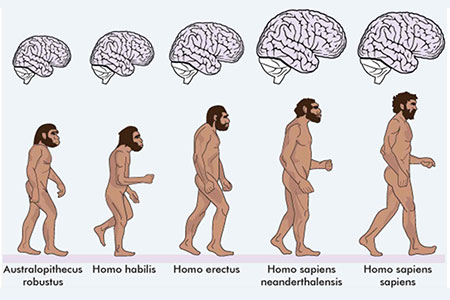 Australopithecus
robustus
Homo habilis
Homo erectus
Homo sapiens
neanderthalensis
Homo sapiens
sapiens